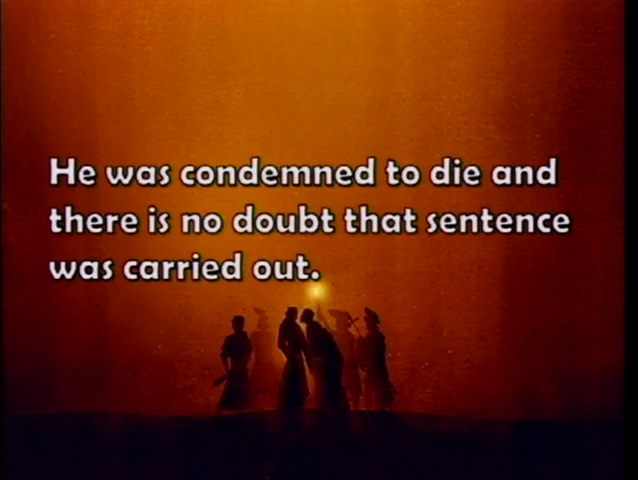 He was condemned to die and
there is no doubt that sentence
was carried out.